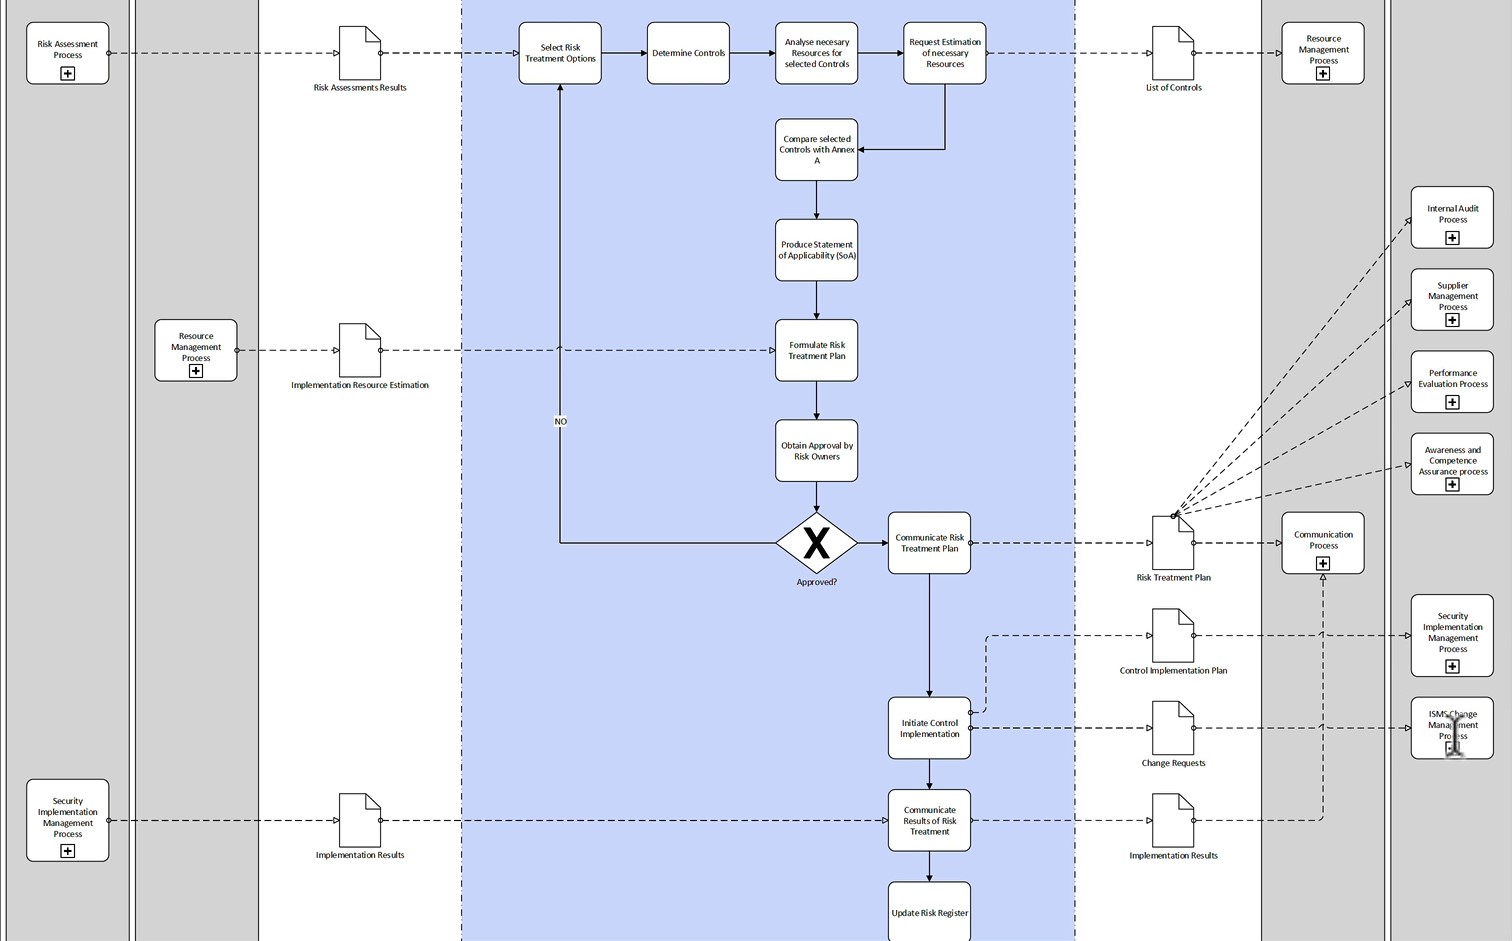 Risk Assessment
Process
Risk Assessments Results
Select Risk
Treatment Options
Determine Controls
Analyse necesary
Resources for
selected Controls
Request Estimation
of necessary
Resources
List of Controls
Resource
Management
Process
Compare selected
Controls with Annex
A
Internal Audit
Process
Produce Statement
of Applicability (SoA)
Supplier
Management
Process
Resource
Management
Process
Implementation Resource Estimation
Formulate Risk
Treatment Plan
Performance
Evaluation Process
NO
Obtain Approval by
Risk Owners
Awareness and
Competence
Assurance process
X
Approved?
Communicate Risk
Treatment Plan
Risk Treatment Plan
Communication
Process
Control Implementation Plan
Security
Implementation
Management
Process
Initiate Control
Implementation
Change Requests
ISMS Change
Management
Process
Security
Implementation
Management
Process
Implementation Results
Communicate
Results of Risk
Treatment
Implementation Results
Update Risk Register